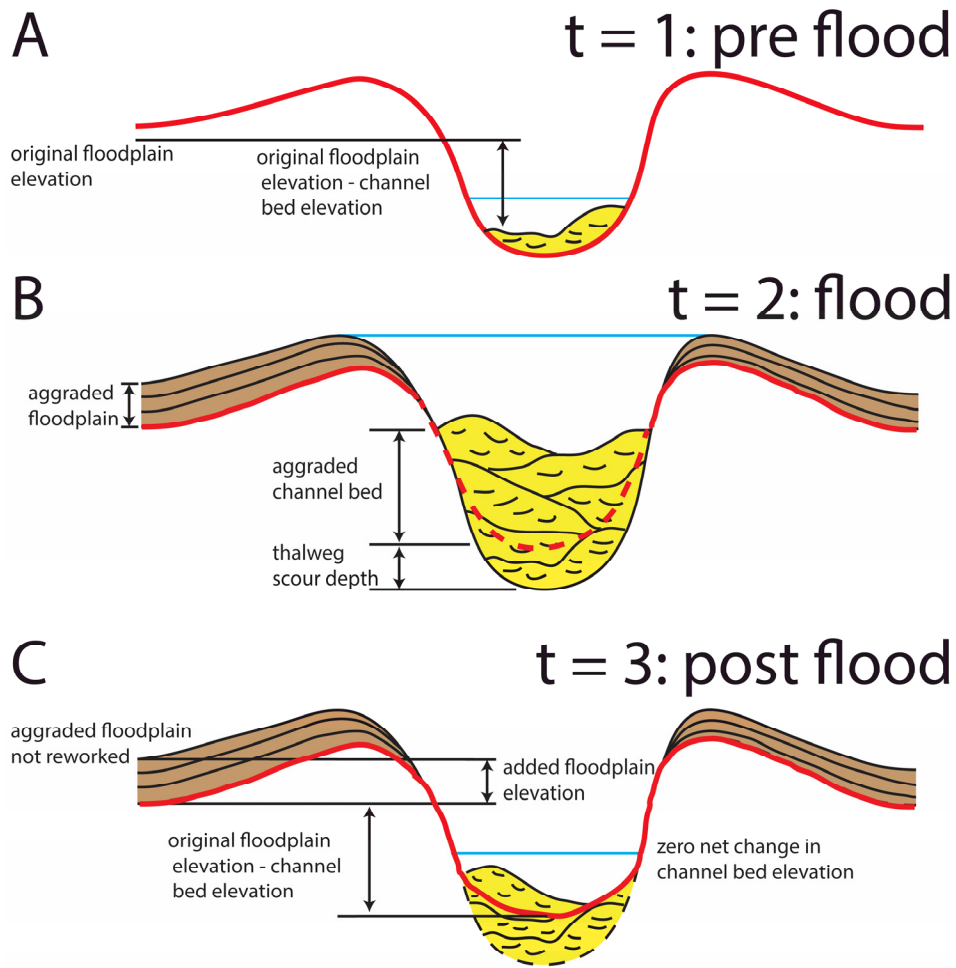 A
t = 1: pre flood
original floodplain
elevation
original floodplain
elevation - channel
bed elevation
B
t = 2: flood
aggraded
floodplain
aggraded
channel bed
thalweg
scour depth
C
t = 3: post flood
aggraded floodplain
not reworked
added floodplain
elevation
original floodplain
elevation - channel
bed elevation
zero net change in
channel bed elevation